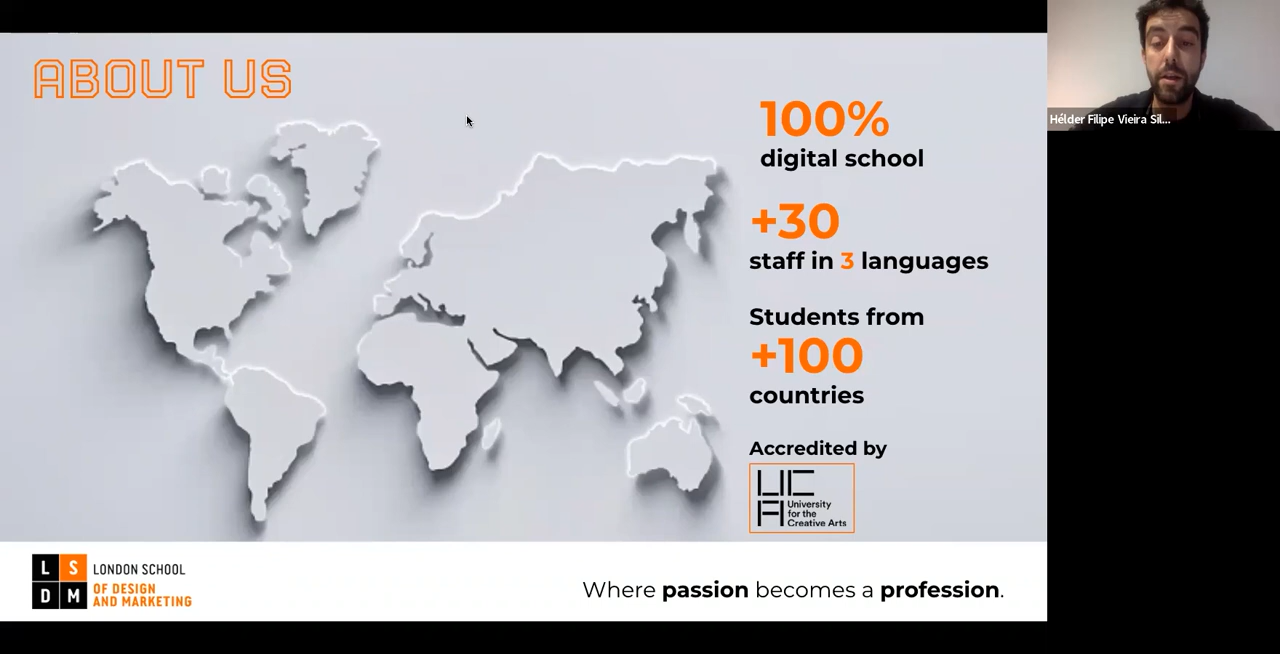 ABOUT US
100%
digital school
+30
staff in 3 languages
Students from
+100
countries
Accredited by
UCA
University
for the
Creative Arts
Hélder Filipe Vieira Sil...
L S
D M
LONDON SCHOOL
OF DESIGN
AND MARKETING
Where passion becomes a profession.